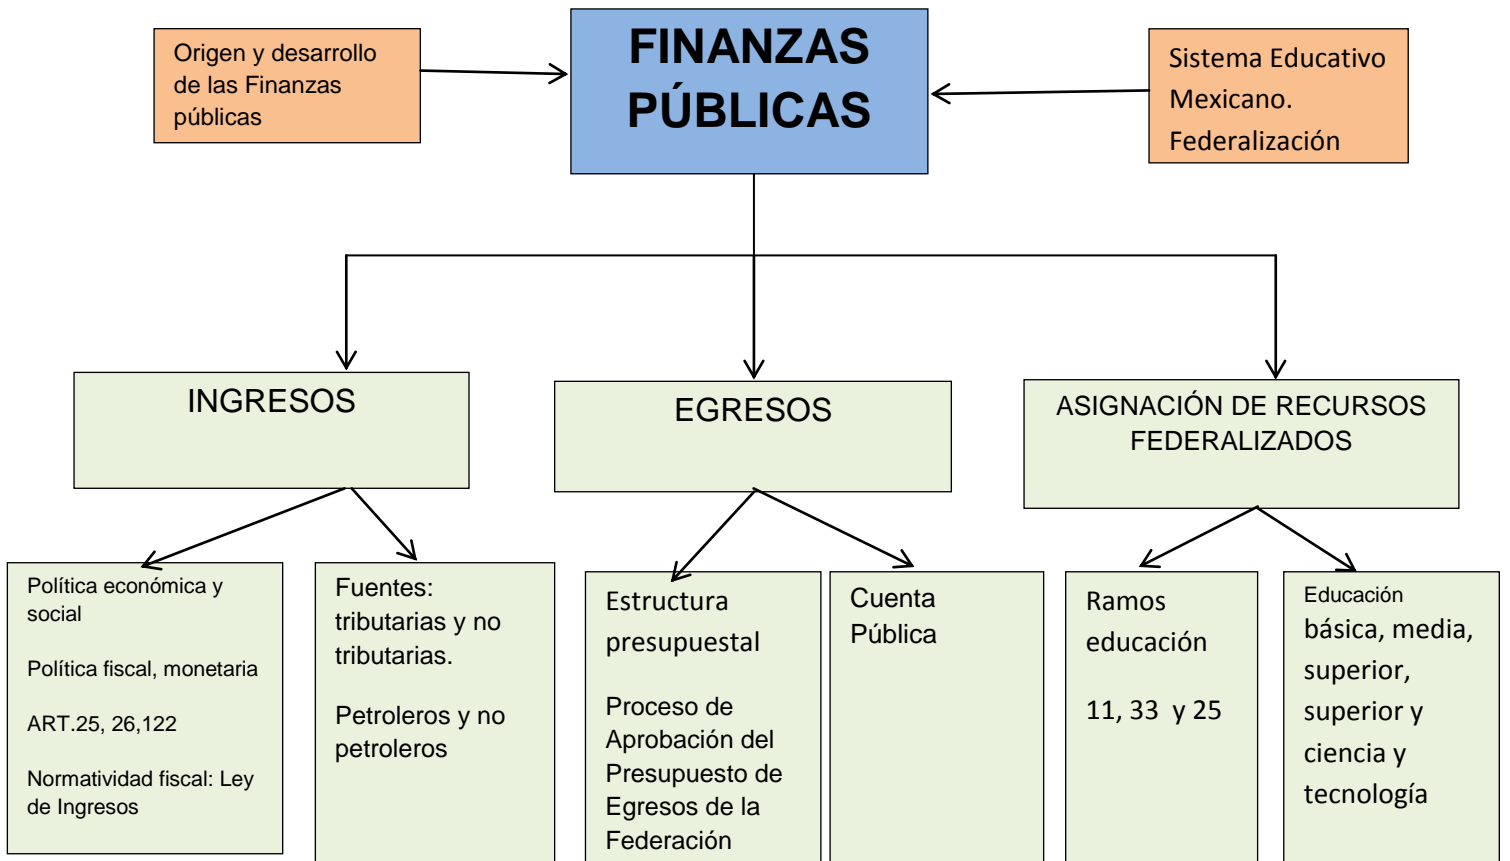 Origen y desarrollo
de las Finanzas
públicas
FINANZAS
PÚBLICAS
Sistema Educativo
Mexicano.
Federalización
INGRESOS
EGRESOS
ASIGNACIÓN DE RECURSOS
FEDERALIZADOS
Política económica y
social
Política fiscal, monetaria
ART.25, 26,122
Normatividad fiscal: Ley
de Ingresos
Fuentes:
tributarias y no
tributarias.
Petroleros y no
petroleros
Estructura
presupuestal
Proceso de
Aprobación del
Presupuesto de
Egresos de la
Federación
Cuenta
Pública
Ramos
educación
11, 33 y 25
Educación
básica, media,
superior,
superior y
ciencia y
tecnología